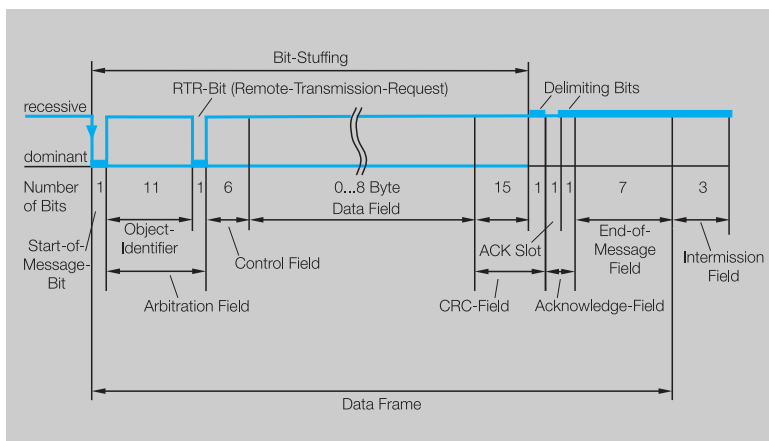 Bit-Stuffing
RTR-Bit (Remote-Transmission-Request)
Delimiting Bits
recessive
dominant
Number
of Bits
1
11
1
6
0...8 Byte
15
1
1
1
7
3
Data Field
Start-of-
Message-
Bit
Object-
Identifier
Control Field
ACK Slot
End-of-
Message
Field
Intermission
Field
Arbitration Field
CRC-Field
Acknowledge-Field
Data Frame